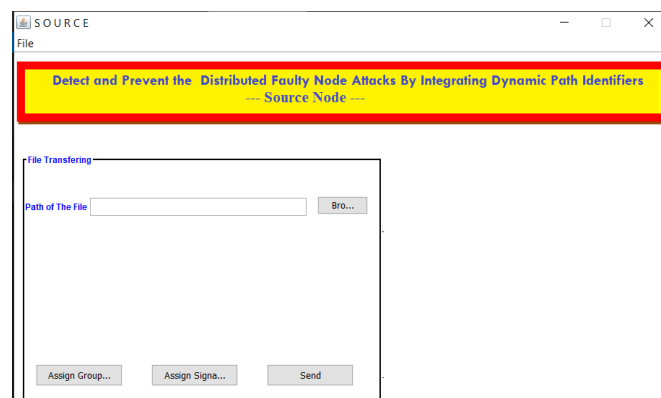 SOURCE
File
Detect and Prevent the Distributed Faulty Node Attacks By Integrating Dynamic Path Identifiers
--- Source Node ---
File Transfering
Path of The File
Bro...
Assign Group...
Assign Signa...
Send